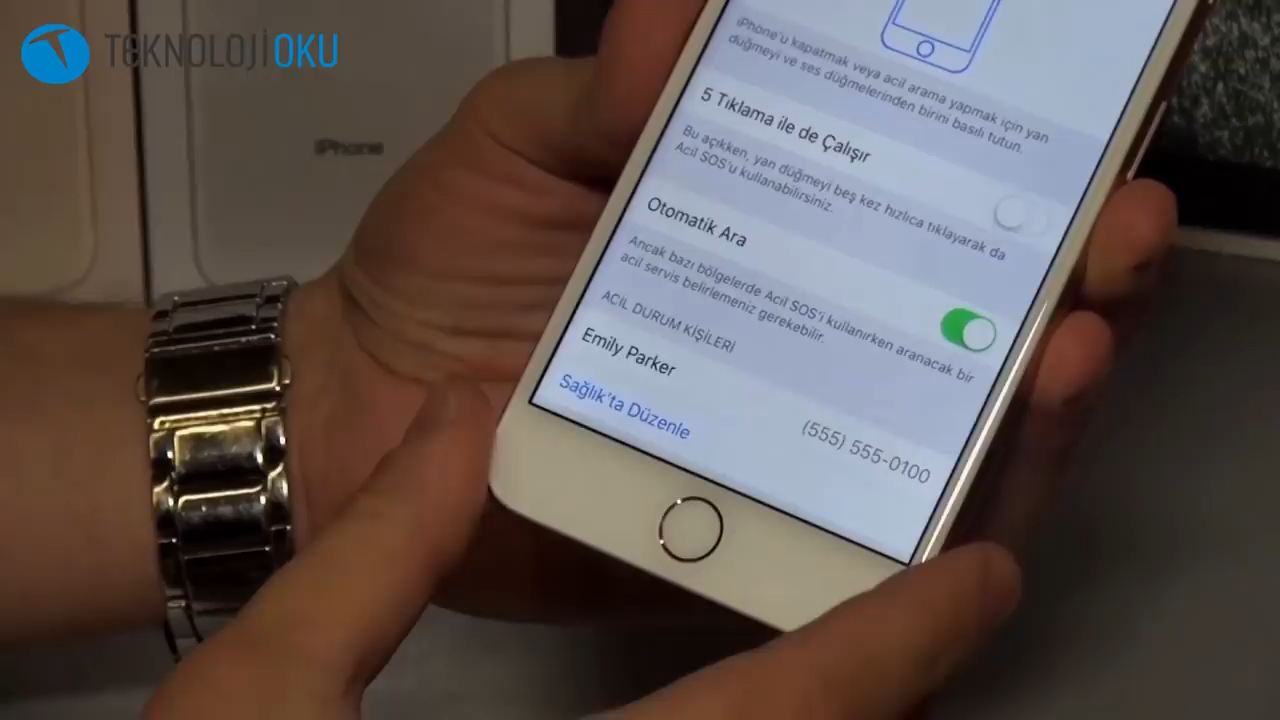 TEKNOLOJİOKU
iPhone
iPhone'u kapatmak veya acil arama yapmak için yan
düğmeyi ve ses düğmelerinden birini basılı tutun.
5 Tıklama ile de Çalışır
Bu açıkken, yan düğmeyi beş kez hızlıca tıklayarak da
Acil SOS'u kullanabilirsiniz.
Otomatik Ara
Ancak bazı bölgelerde Acil SOS'i kullanırken aranacak bir
acil servis belirlemeniz gerekebilir.
ACİL DURUM KİŞİLERİ
Emily Parker
(555) 555-0100
Sağlık'ta Düzenle